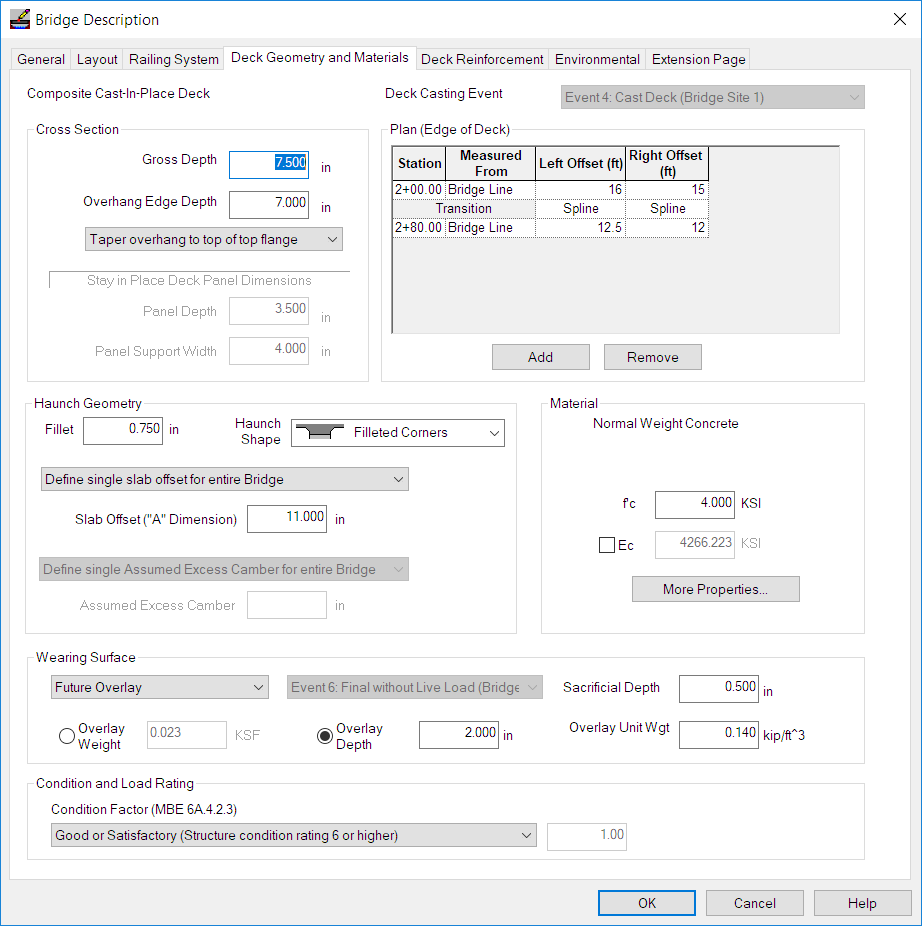 Bridge Description
General Layout Railing System Deck Geometry and Materials Deck Reinforcement Environmental Extension Page
Composite Cast-In-Place Deck
Deck Casting Event Event 4: Cast Deck (Bridge Site 1)
Cross Section
Gross Depth 7.500 in
Overhang Edge Depth 7.000 in
Taper overhang to top of top flange
Stay in Place Deck Panel Dimensions
Panel Depth 3.500 in
Panel Support Width 4.000 in
Plan (Edge of Deck)
Station Measured From Left Offset (ft) Right Offset (ft)
2+00.00 Bridge Line 16 15
Transition Spline Spline
2+80.00 Bridge Line 12.5 12
Add Remove
Haunch Geometry
Fillet 0.750 in Haunch Shape Filleted Corners
Define single slab offset for entire Bridge
Slab Offset ("A" Dimension) 11.000 in
Define single Assumed Excess Camber for entire Bridge
Assumed Excess Camber in
Material
Normal Weight Concrete
f'c 4.000 KSI
Ec 4266.223 KSI
More Properties...
Wearing Surface
Future Overlay Event 6: Final without Live Load (Bridge Sacrificial Depth 0.500 in
Overlay Weight 0.023 KSF Overlay Depth 2.000 in Overlay Unit Wgt 0.140 kip/ft^3
Condition and Load Rating
Condition Factor (MBE 6A.4.2.3)
Good or Satisfactory (Structure condition rating 6 or higher) 1.00
OK Cancel Help